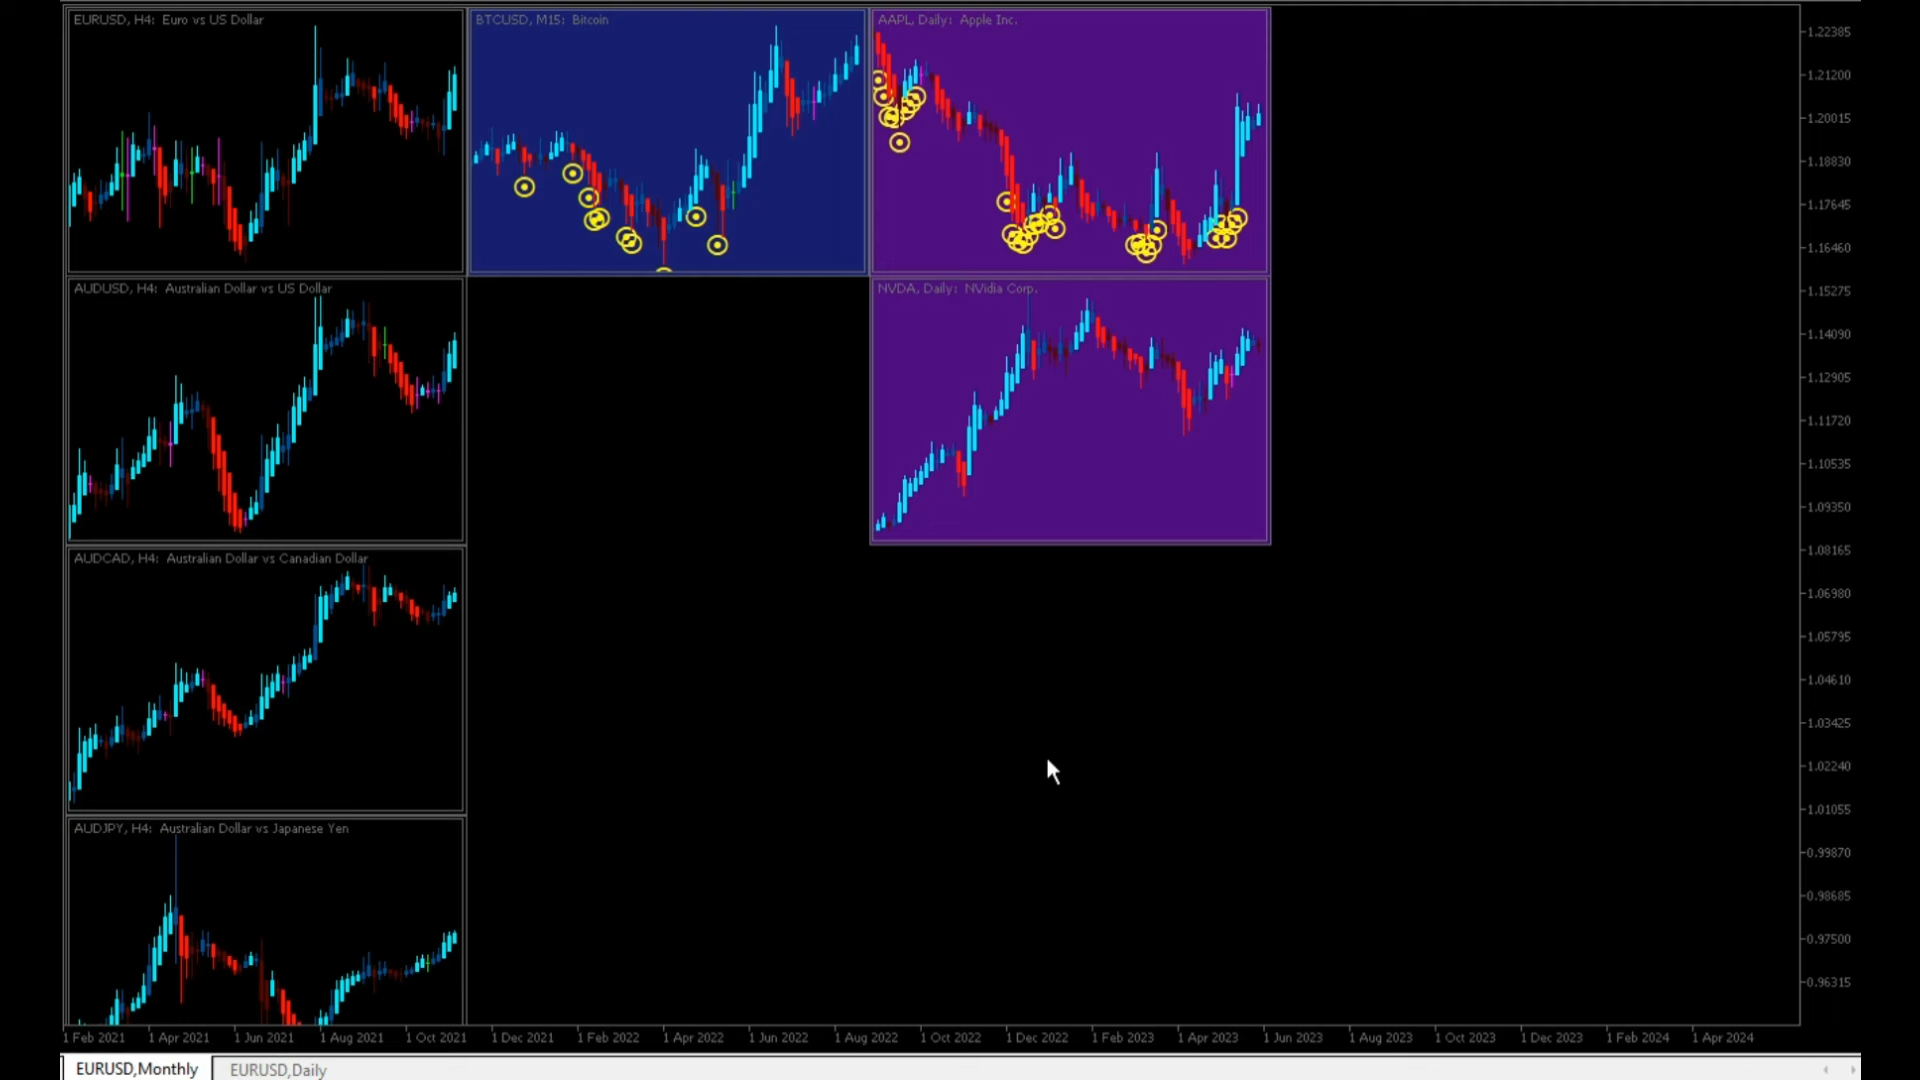 EURUSD, H4:  Euro vs US Dollar
BTCUSD, M15:  Bitcoin
AAPL, Daily:  Apple Inc.
AUDUSD, H4:  Australian Dollar vs US Dollar
NVDA, Daily:  NVidia Corp.
AUDCAD, H4:  Australian Dollar vs Canadian Dollar
AUDJPY, H4:  Australian Dollar vs Japanese Yen
1.22385
1.21200
1.20015
1.18830
1.17645
1.16460
1.15275
1.14090
1.12905
1.11720
1.10535
1.09350
1.08165
1.06980
1.05795
1.04610
1.03425
1.02240
1.01055
0.99870
0.98685
0.97500
0.96315
1 Feb 2021 1 Apr 2021 1 Jun 2021 1 Aug 2021 1 Oct 2021 1 Dec 2021 1 Feb 2022 1 Apr 2022 1 Jun 2022 1 Aug 2022 1 Oct 2022 1 Dec 2022 1 Feb 2023 1 Apr 2023 1 Jun 2023 1 Aug 2023 1 Oct 2023 1 Dec 2023 1 Feb 2024 1 Apr 2024
EURUSD,Monthly EURUSD,Daily